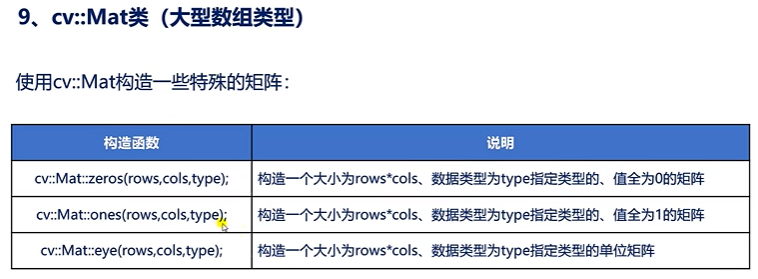 9、cv::Mat类（大型数组类型）
使用cv::Mat构造一些特殊的矩阵：
构造函数 说明
cv::Mat::zeros(rows,cols,type); 构造一个大小为rows*cols、数据类型为type指定类型的、值全为0的矩阵
cv::Mat::ones(rows,cols,type); 构造一个大小为rows*cols、数据类型为type指定类型的、值全为1的矩阵
cv::Mat::eye(rows,cols,type); 构造一个大小为rows*cols、数据类型为type指定类型的单位矩阵